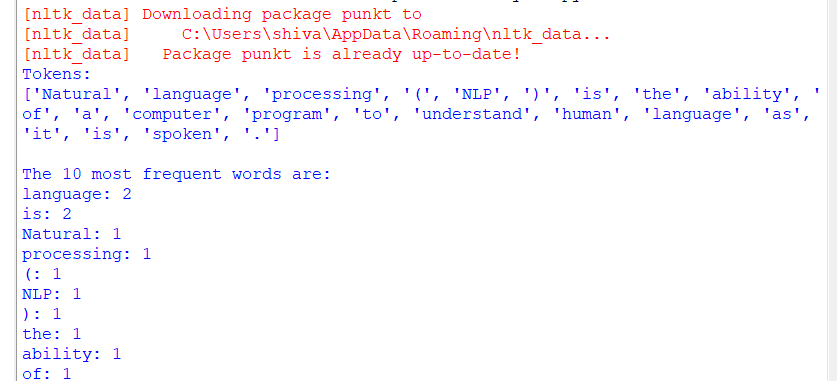 [nltk_data] Downloading package punkt to
[nltk_data]     C:\Users\shiva\AppData\Roaming\nltk_data...
[nltk_data]   Package punkt is already up-to-date!
Tokens:
['Natural', 'language', 'processing', '(', 'NLP', ')', 'is', 'the', 'ability', '
of', 'a', 'computer', 'program', 'to', 'understand', 'human', 'language', 'as',
'it', 'is', 'spoken', '.']

The 10 most frequent words are:
language: 2
is: 2
Natural: 1
processing: 1
(: 1
NLP: 1
): 1
the: 1
ability: 1
of: 1